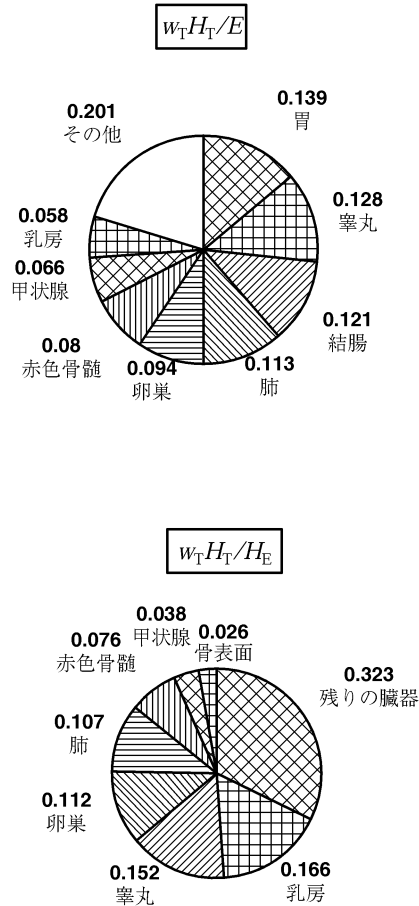 wTHT/E
0.139
胃
0.201
その他
0.128
睾丸
0.058
乳房
0.066
甲状腺
0.121
結腸
0.08
赤色骨髄
0.094
卵巣
0.113
肺
wTHT/HE
0.038
甲状腺
0.026
骨表面
0.076
赤色骨髄
0.323
残りの臓器
0.107
肺
0.112
卵巣
0.152
睾丸
0.166
乳房